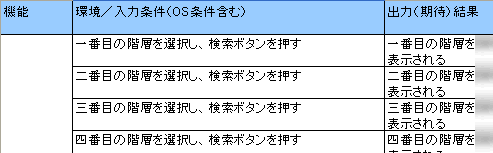 機能
環境／入力条件（OS条件含む）
出力（期待）結果
一番目の階層を選択し、検索ボタンを押す
一番目の階層を
表示される
二番目の階層を選択し、検索ボタンを押す
二番目の階層を
表示される
三番目の階層を選択し、検索ボタンを押す
三番目の階層を
表示される
四番目の階層を選択し、検索ボタンを押す
四番目の階層を